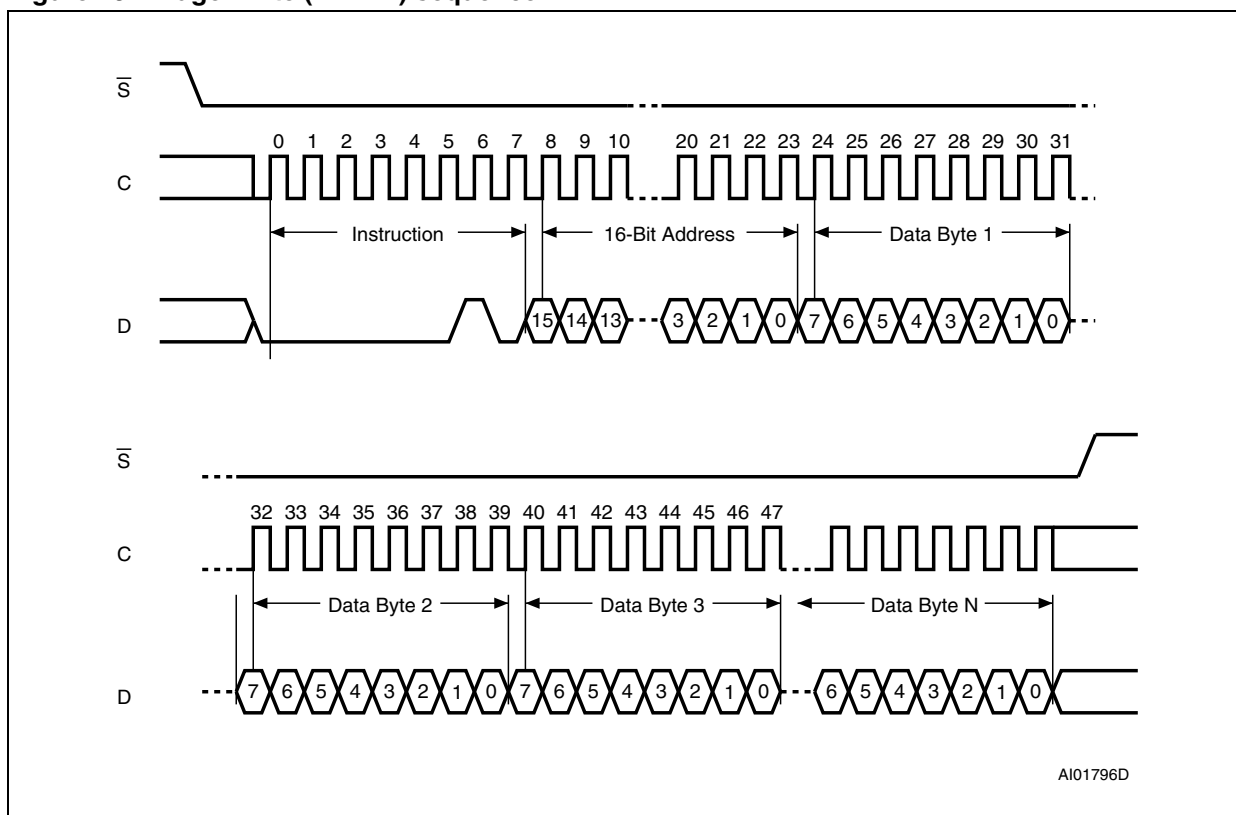 S
0 1 2 3 4 5 6 7 8 9 10 20 21 22 23 24 25 26 27 28 29 30 31
C
Instruction 16-Bit Address Data Byte 1
D
15 14 13 3 2 1 0 7 6 5 4 3 2 1 0
S
32 33 34 35 36 37 38 39 40 41 42 43 44 45 46 47
C
Data Byte 2 Data Byte 3 Data Byte N
D
7 6 5 4 3 2 1 0 7 6 5 4 3 2 1 0 6 5 4 3 2 1 0
AI01796D